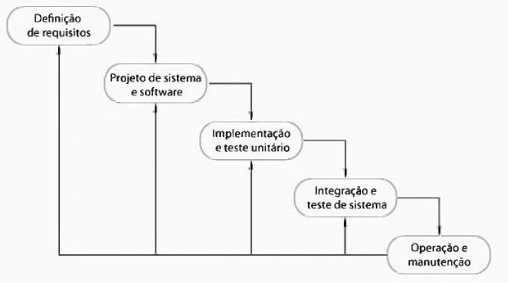 Definição
de requisitos
Projeto de sistema
e software
Implementação
e teste unitário
Integração e
teste de sistema
Operação e
manutenção